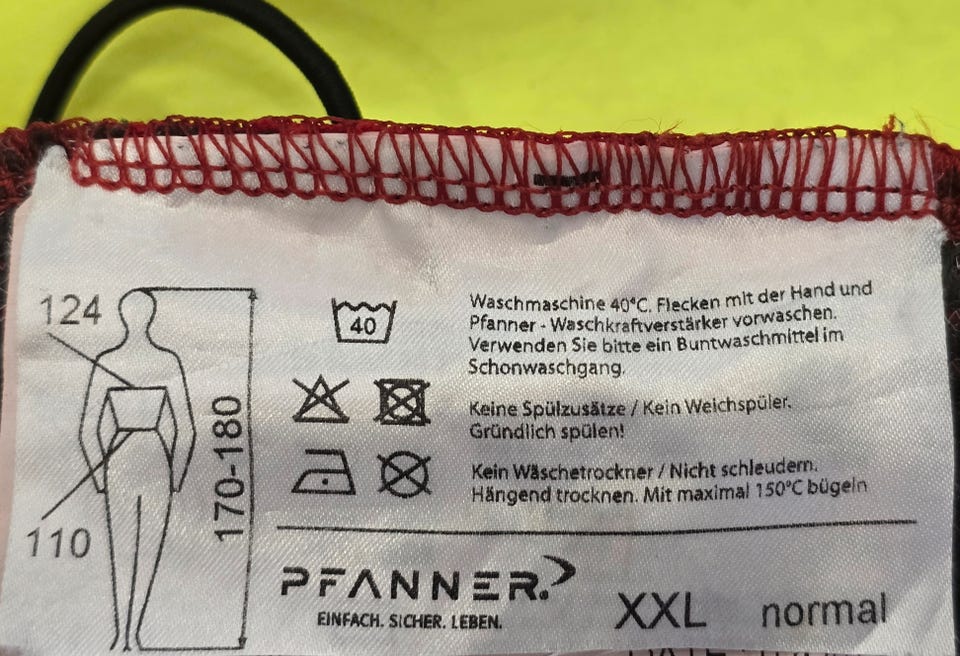 124
110
170-180
40
Waschmaschine 40°C. Flecken mit der Hand und
Pfanner - Waschkraftverstärker vorwaschen.
Verwenden Sie bitte ein Buntwaschmittel im
Schonwaschgang.
Keine Spülzusätze / Kein Weichspüler.
Gründlich spülen!
Kein Wäschetrockner / Nicht schleudern.
Hängend trocknen. Mit maximal 150°C bügeln
PFANNER.
EINFACH. SICHER. LEBEN.
XXL normal